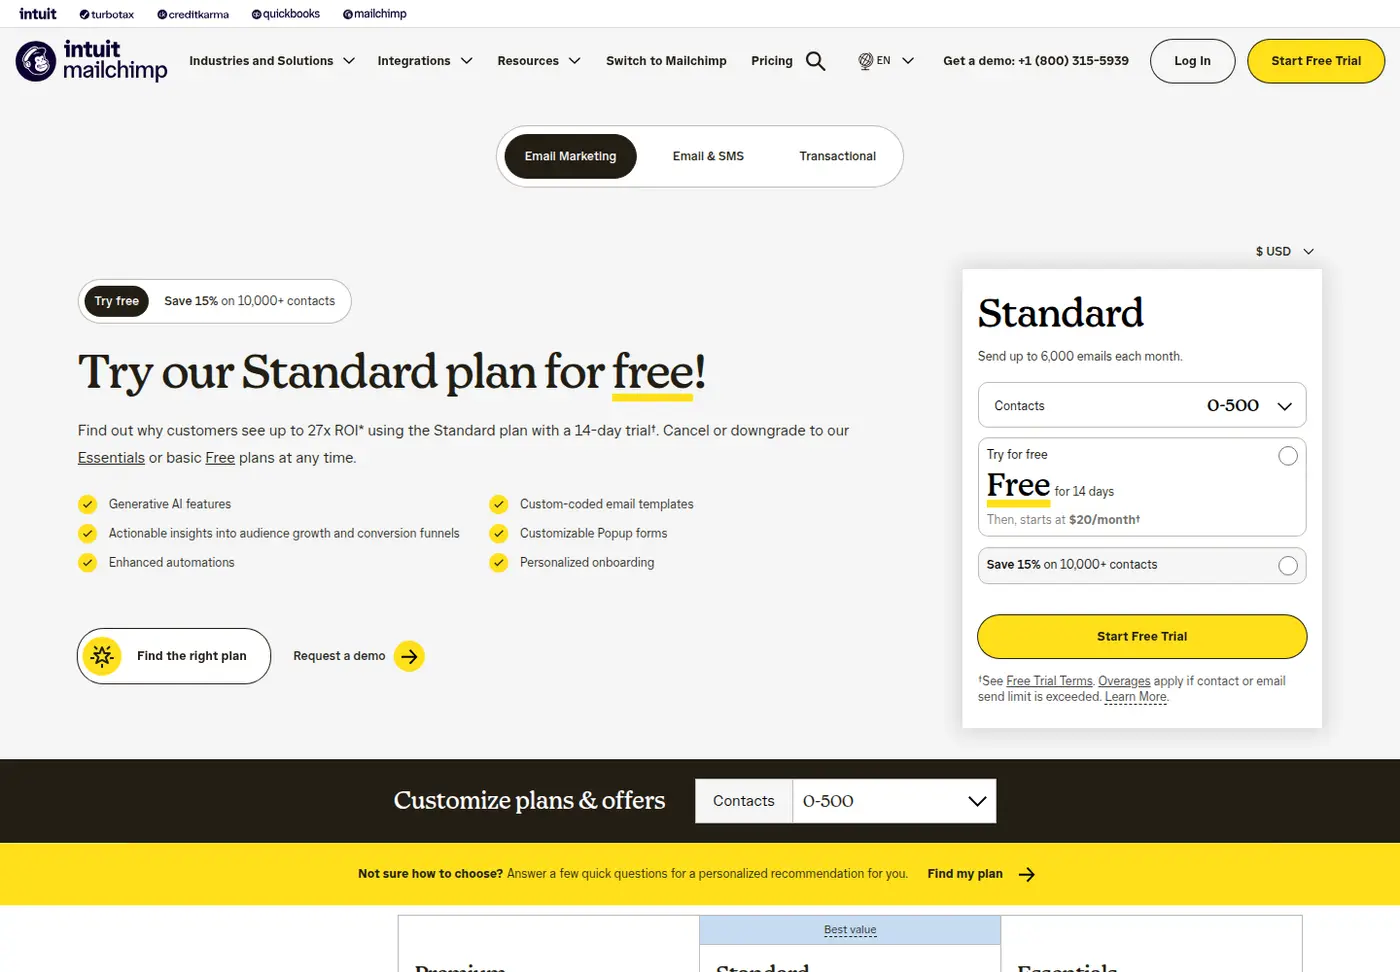 intuit turbotax creditkarma quickbooks mailchimp
intuit mailchimp
Industries and Solutions Integrations Resources Switch to Mailchimp Pricing EN Get a demo: +1 (800) 315-5939 Log In Start Free Trial
Email Marketing Email & SMS Transactional
$ USD
Try free Save 15% on 10,000+ contacts
Try our Standard plan for free!
Find out why customers see up to 27x ROI* using the Standard plan with a 14-day trial†. Cancel or downgrade to our
Essentials or basic Free plans at any time.
Generative AI features
Actionable insights into audience growth and conversion funnels
Enhanced automations
Custom-coded email templates
Customizable Popup forms
Personalized onboarding
Find the right plan Request a demo
Standard
Send up to 6,000 emails each month.
Contacts 0-500
Try for free
Free for 14 days
Then, starts at $20/month†
Save 15% on 10,000+ contacts
Start Free Trial
†See Free Trial Terms. Overages apply if contact or email
send limit is exceeded. Learn More.
Customize plans & offers Contacts 0-500
Not sure how to choose? Answer a few quick questions for a personalized recommendation for you. Find my plan
Best value
Premium Standard Essentials